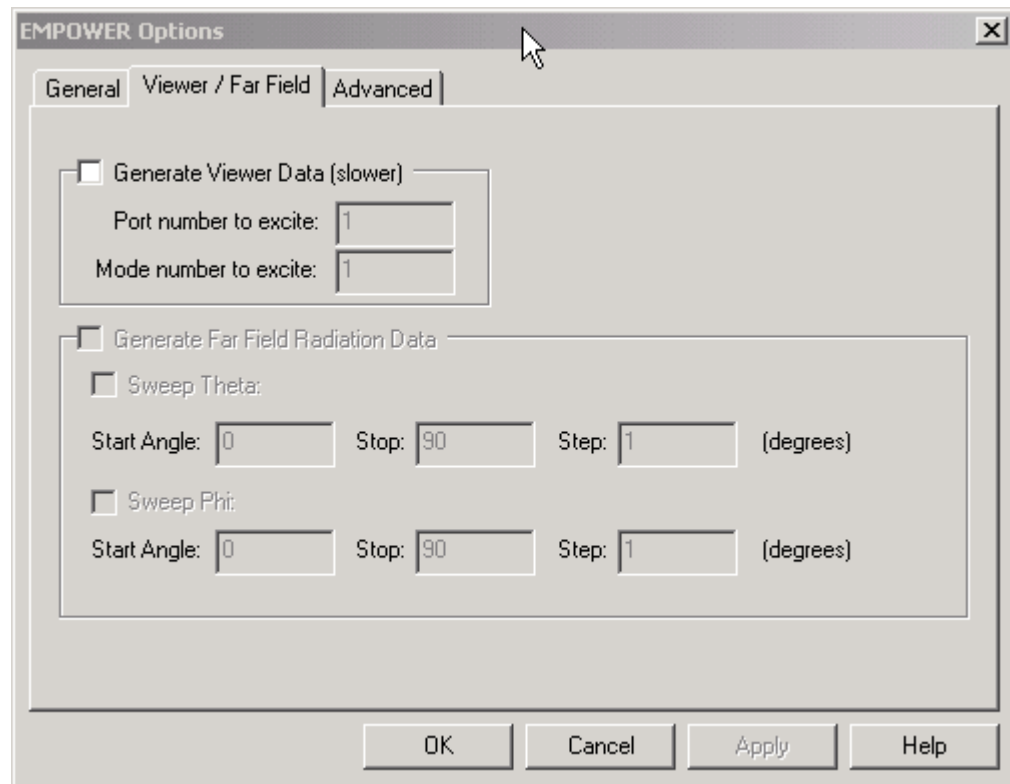 EMPOWER Options
General Viewer / Far Field Advanced
Generate Viewer Data (slower)
Port number to excite: 1
Mode number to excite: 1
Generate Far Field Radiation Data
Sweep Theta:
Start Angle: 0 Stop: 90 Step: 1 (degrees)
Sweep Phi:
Start Angle: 0 Stop: 90 Step: 1 (degrees)
OK Cancel Apply Help